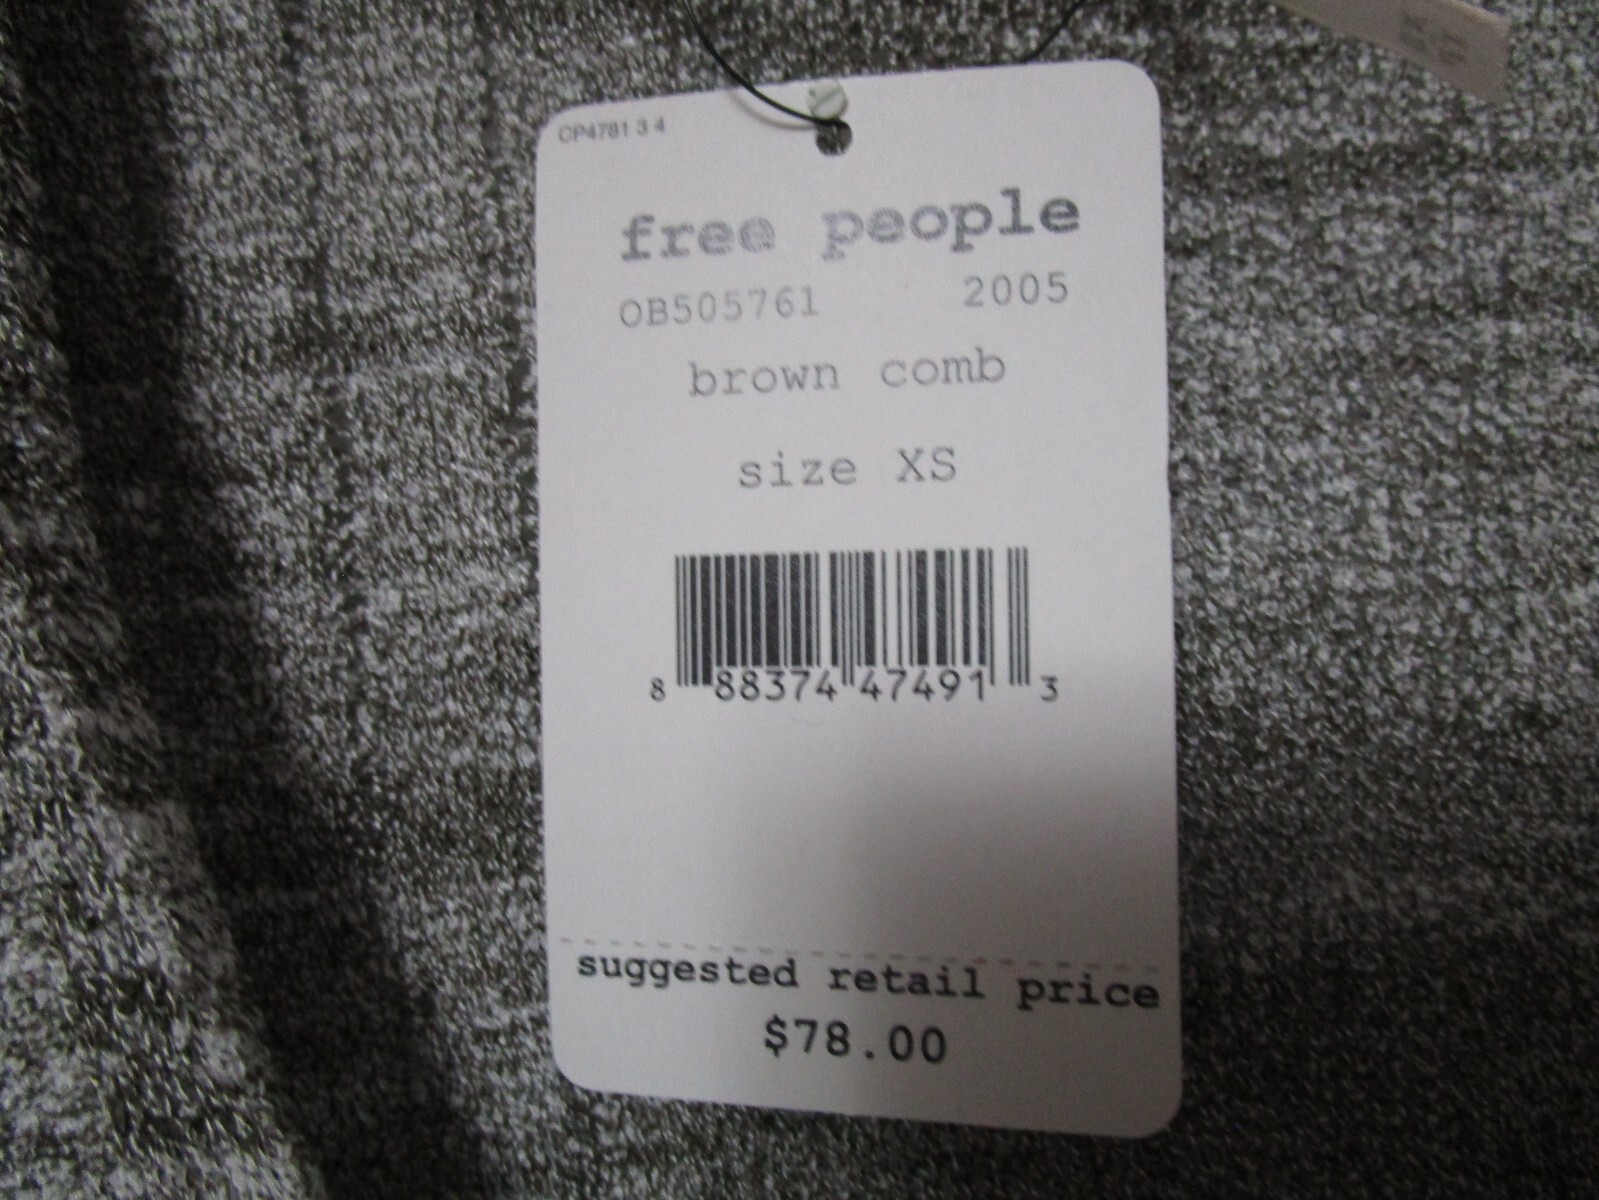 CP4781 3 4
free people
OB505761 2005
brown comb
size XS
8 88374 47491 3
suggested retail price
$78.00